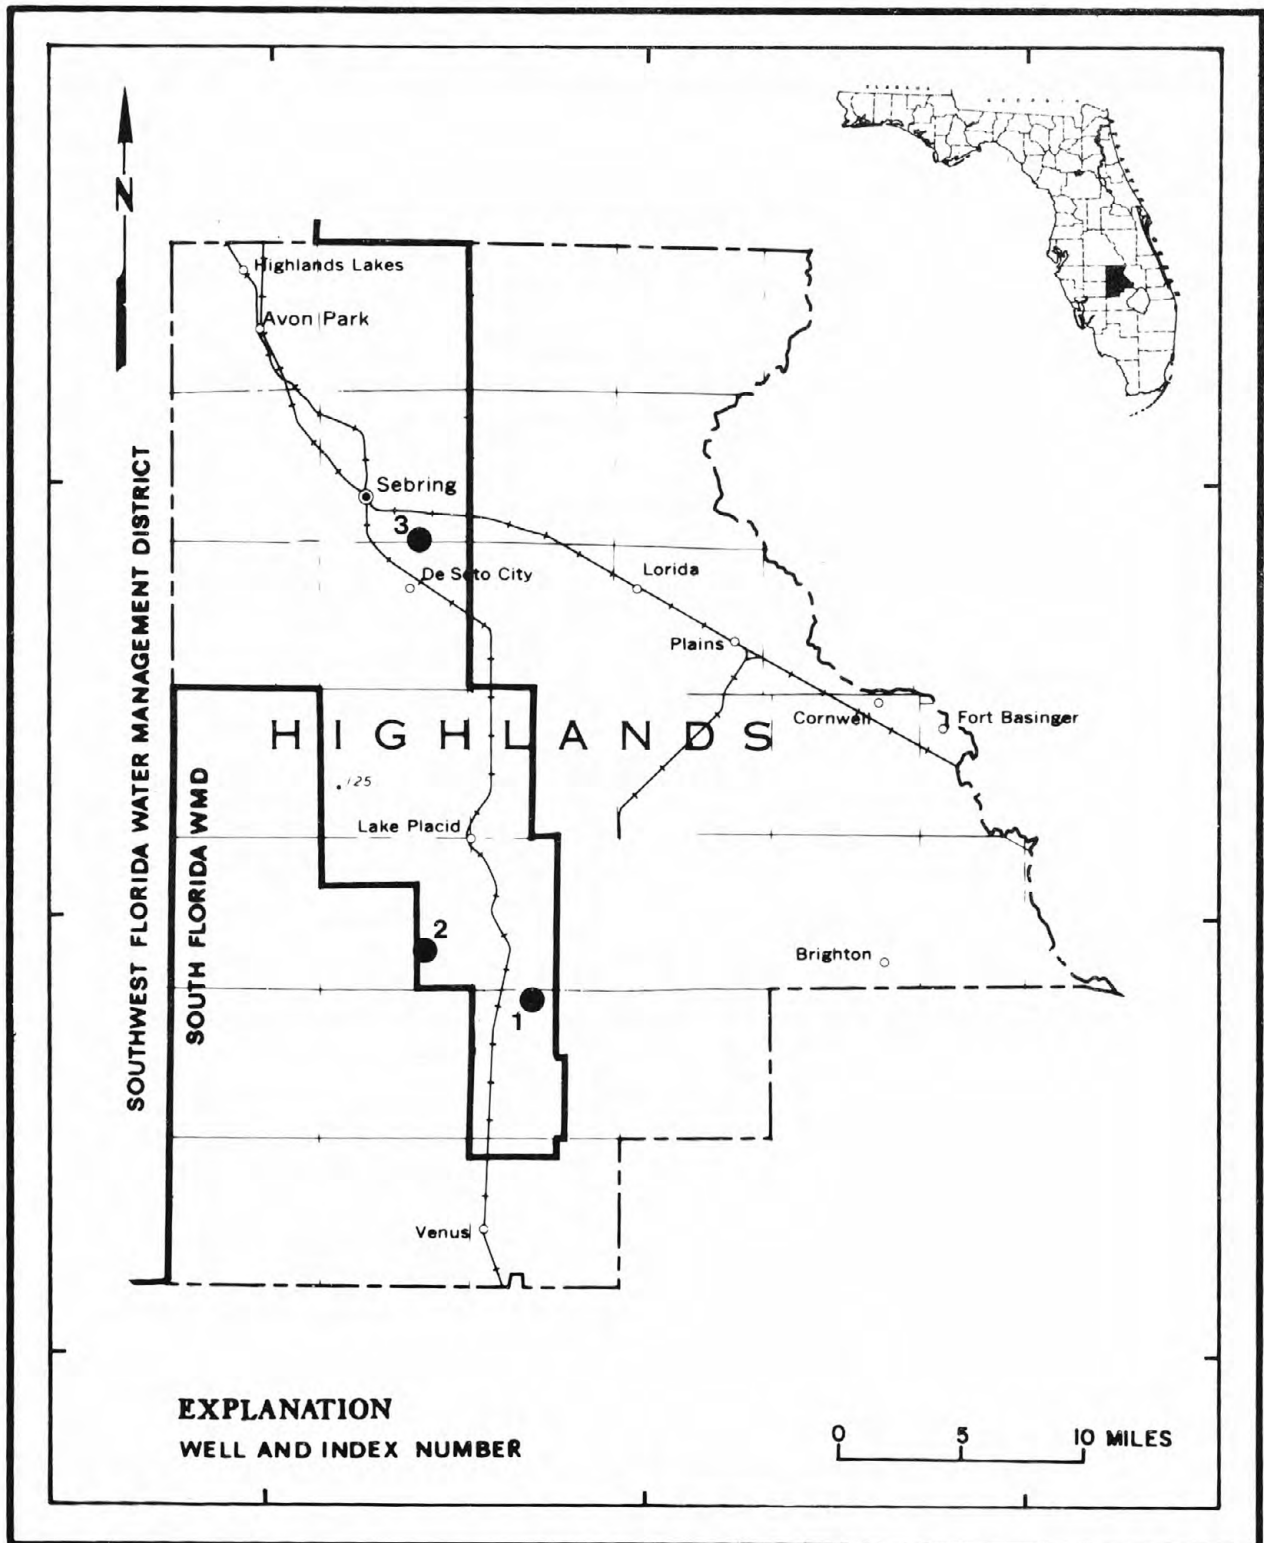 N
Highlands Lakes
Avon Park
Sebring
3
De Soto City
Lorida
Plains
Cornwell
Fort Basinger
HIGHLANDS
125
Lake Placid
2
Brighton
1
Venus
SOUTHWEST FLORIDA WATER MANAGEMENT DISTRICT
SOUTH FLORIDA WMD
EXPLANATION
WELL AND INDEX NUMBER
0 5 10 MILES